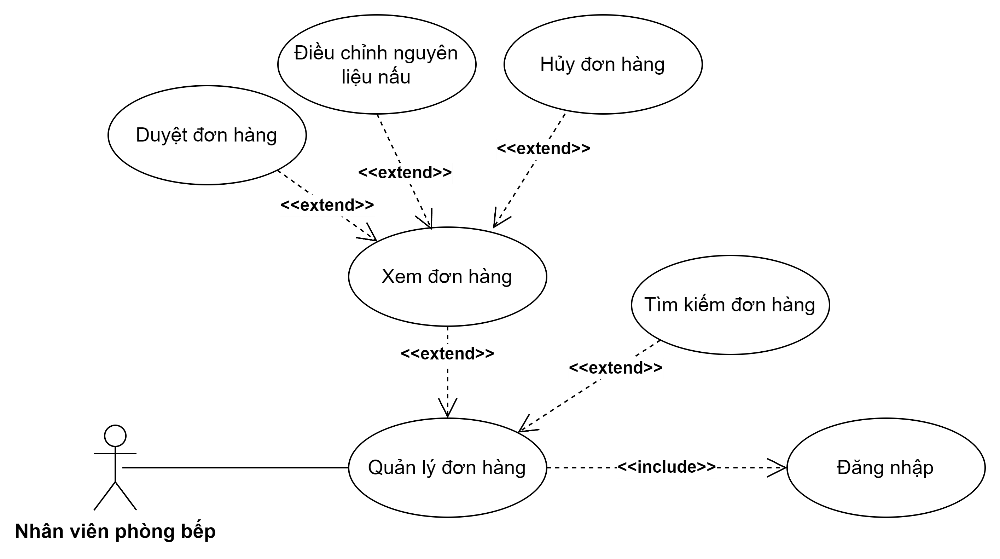 Điều chỉnh nguyên
liệu nấu
Hủy đơn hàng
Duyệt đơn hàng
<<extend>>
<<extend>>
<<extend>>
Xem đơn hàng
Tìm kiếm đơn hàng
<<extend>>
<<extend>>
Quản lý đơn hàng
<<include>>
Đăng nhập
Nhân viên phòng bếp